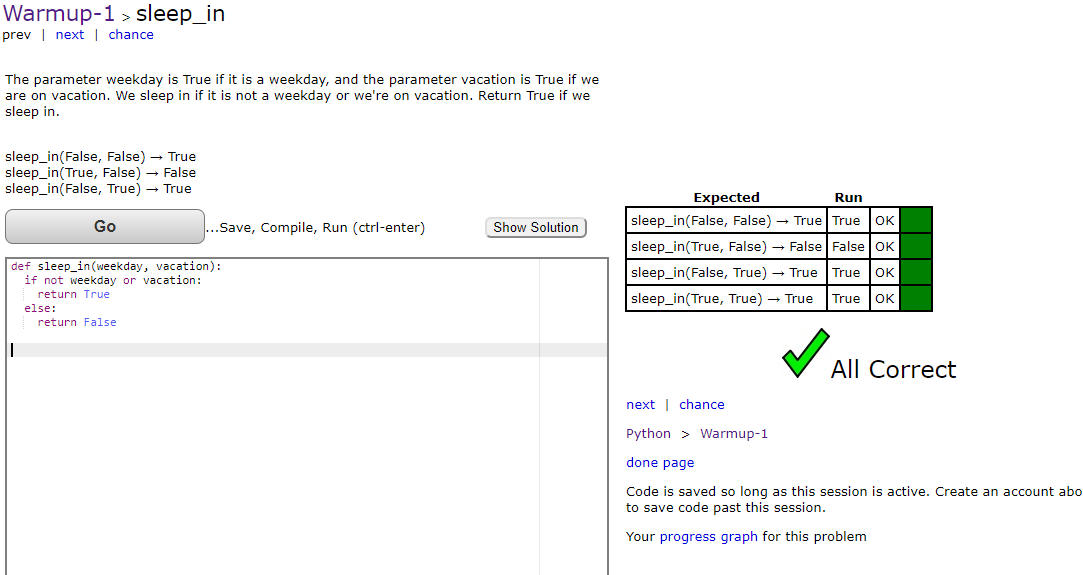 Warmup-1 > sleep_in
prev | next | chance
The parameter weekday is True if it is a weekday, and the parameter vacation is True if we
are on vacation. We sleep in if it is not a weekday or we're on vacation. Return True if we
sleep in.
sleep_in(False, False) → True
sleep_in(True, False) → False
sleep_in(False, True) → True
Go ...Save, Compile, Run (ctrl-enter) Show Solution
def sleep_in(weekday, vacation):
  if not weekday or vacation:
    return True
  else:
    return False
Expected Run
sleep_in(False, False) → True True OK
sleep_in(True, False) → False False OK
sleep_in(False, True) → True True OK
sleep_in(True, True) → True True OK
All Correct
next | chance
Python > Warmup-1
done page
Code is saved so long as this session is active. Create an account abo
to save code past this session.
Your progress graph for this problem